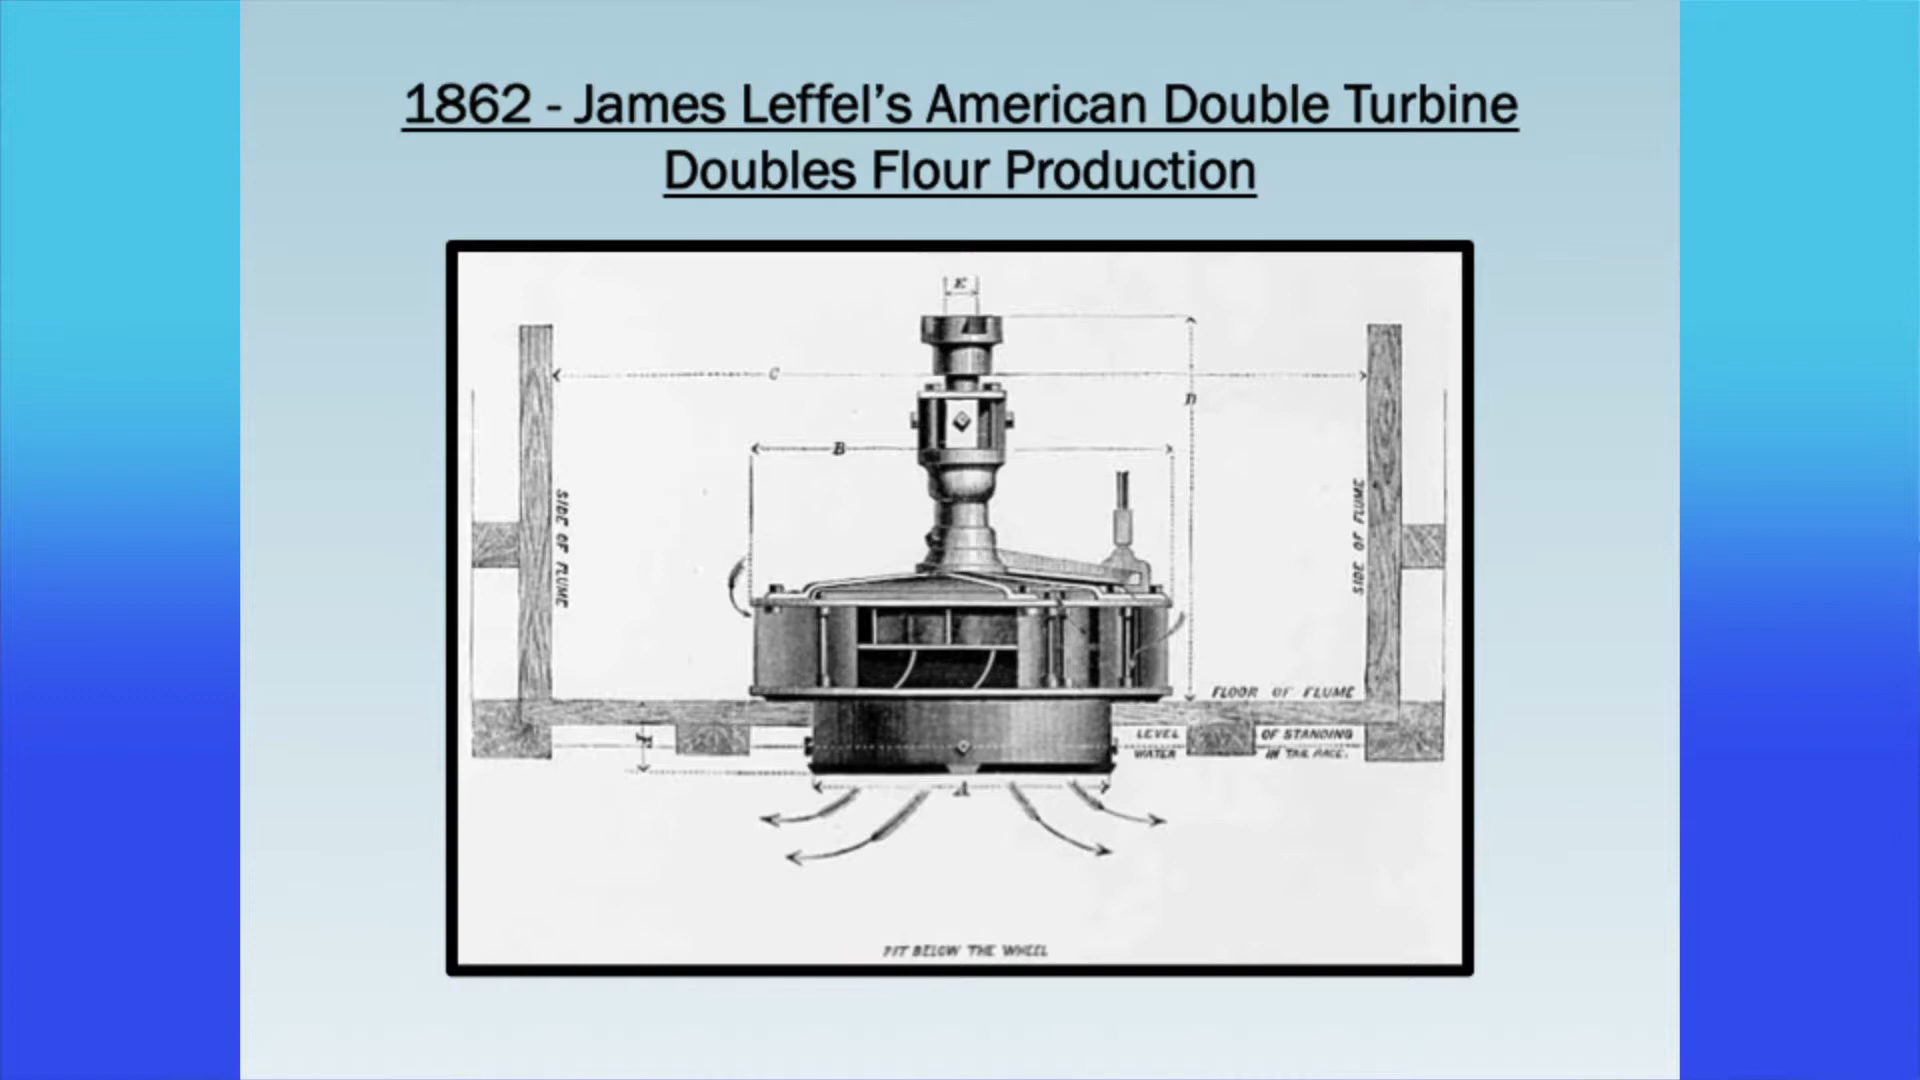 1862 - James Leffel's American Double Turbine
Doubles Flour Production
E
C
D
B
SIDE OF FLUME
SIDE OF FLUME
FLOOR OF FLUME
LEVEL OF STANDING
WATER IN TAIL RACE.
A
PIT BELOW THE WHEEL